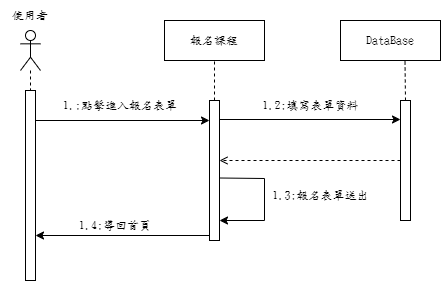 使用者
報名課程
DataBase
1.:點擊進入報名表單
1.2:填寫表單資料
1.3:報名表單送出
1.4:導回首頁